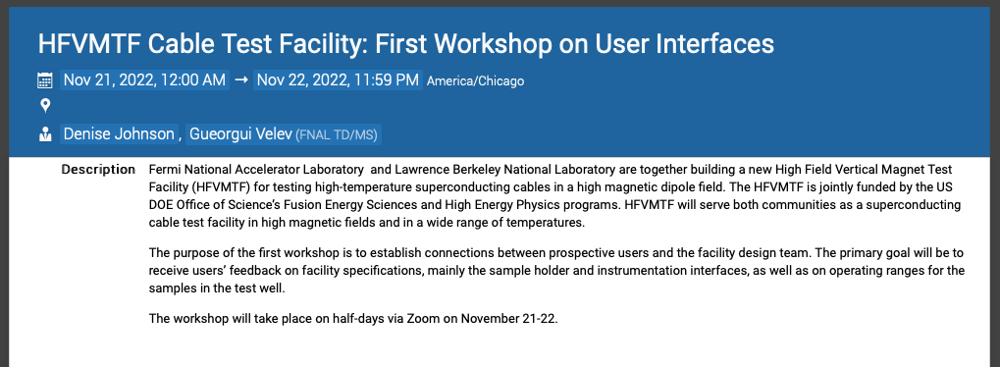 HFVMTF Cable Test Facility: First Workshop on User Interfaces
Nov 21, 2022, 12:00 AM → Nov 22, 2022, 11:59 PM America/Chicago
Denise Johnson , Gueorgui Velev (FNAL TD/MS)
Description Fermi National Accelerator Laboratory and Lawrence Berkeley National Laboratory are together building a new High Field Vertical Magnet Test
Facility (HFVMTF) for testing high-temperature superconducting cables in a high magnetic dipole field. The HFVMTF is jointly funded by the US
DOE Office of Science's Fusion Energy Sciences and High Energy Physics programs. HFVMTF will serve both communities as a superconducting
cable test facility in high magnetic fields and in a wide range of temperatures.
The purpose of the first workshop is to establish connections between prospective users and the facility design team. The primary goal will be to
receive users' feedback on facility specifications, mainly the sample holder and instrumentation interfaces, as well as on operating ranges for the
samples in the test well.
The workshop will take place on half-days via Zoom on November 21-22.